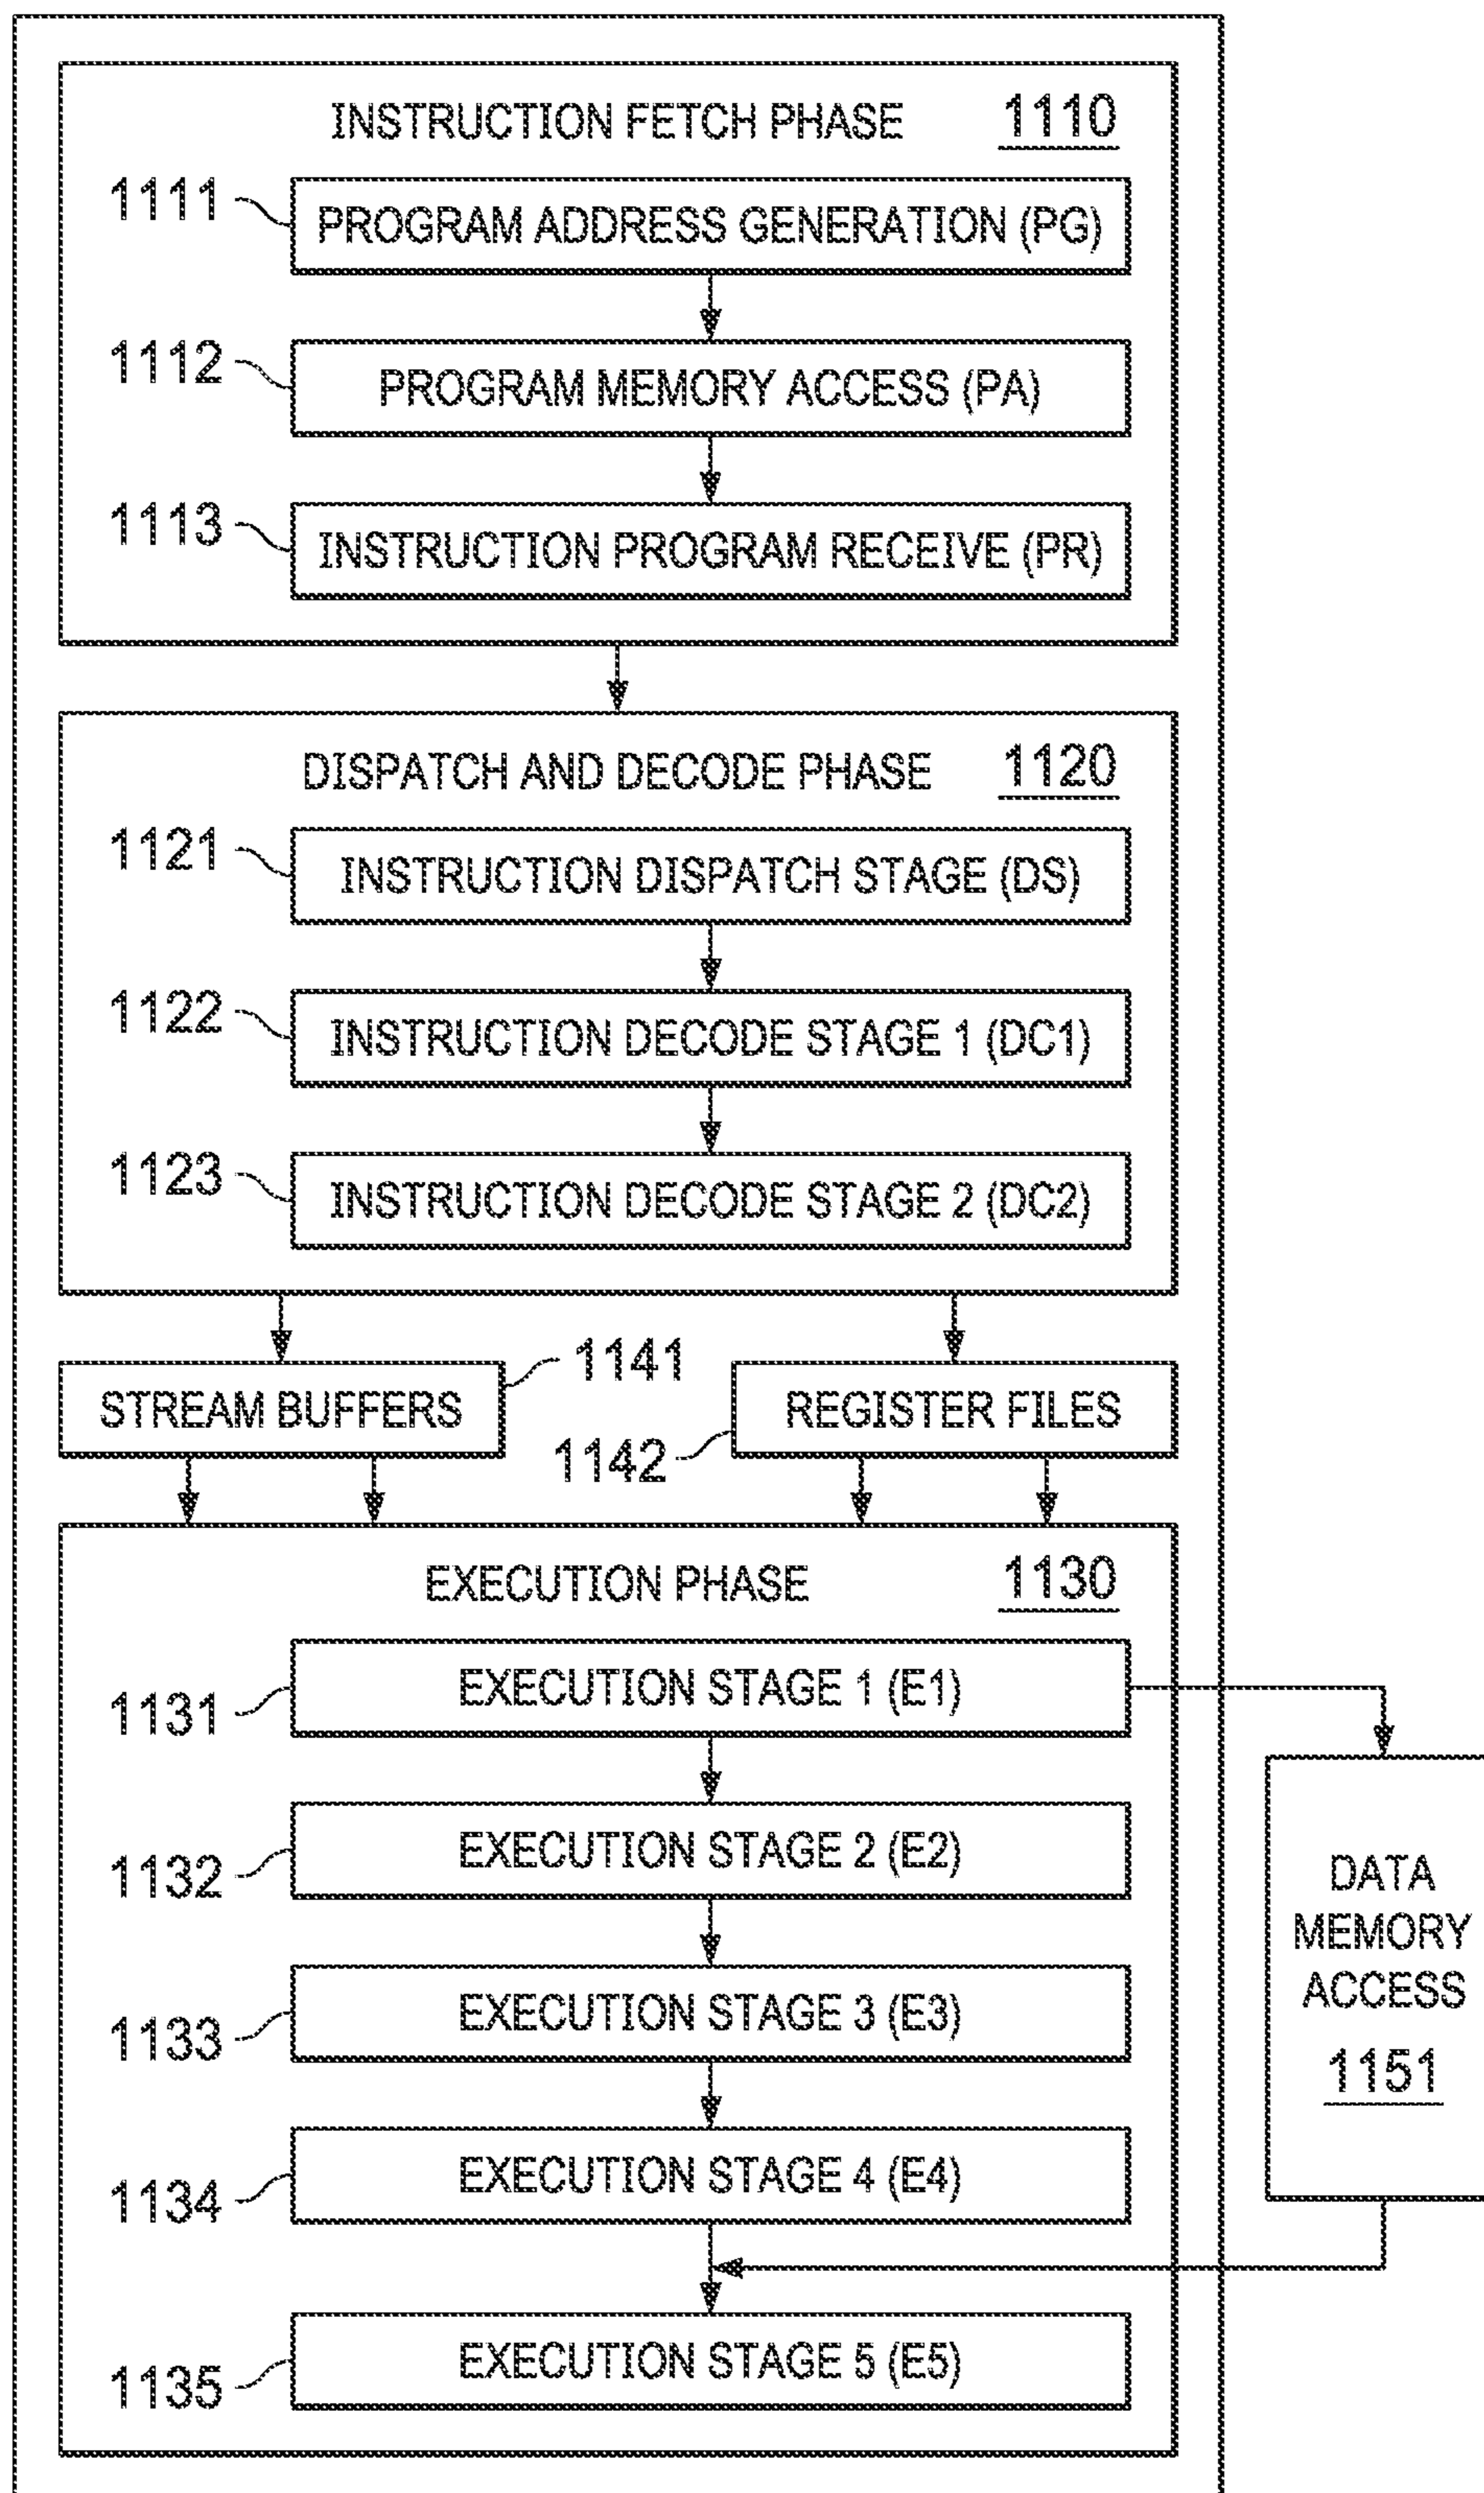 INSTRUCTION FETCH PHASE 1110
1111
PROGRAM ADDRESS GENERATION (PG)
1112
PROGRAM MEMORY ACCESS (PA)
1113
INSTRUCTION PROGRAM RECEIVE (PR)
DISPATCH AND DECODE PHASE 1120
1121
INSTRUCTION DISPATCH STAGE (DS)
1122
INSTRUCTION DECODE STAGE 1 (DC1)
1123
INSTRUCTION DECODE STAGE 2 (DC2)
STREAM BUFFERS
1141
REGISTER FILES
1142
EXECUTION PHASE 1130
1131
EXECUTION STAGE 1 (E1)
1132
EXECUTION STAGE 2 (E2)
1133
EXECUTION STAGE 3 (E3)
1134
EXECUTION STAGE 4 (E4)
1135
EXECUTION STAGE 5 (E5)
DATA
MEMORY
ACCESS
1151